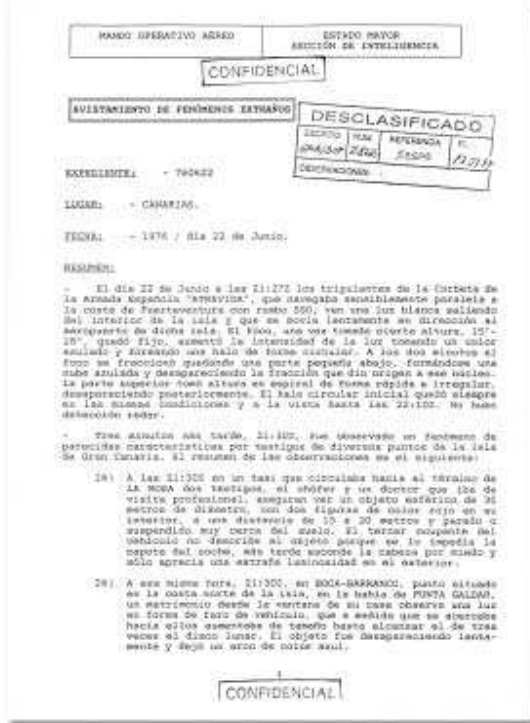 MANDO OPERATIVO AEREO
ESTADO MAYOR
SECCIÓN DE INTELIGENCIA
CONFIDENCIAL
AVISTAMIENTO DE FENÓMENOS EXTRAÑOS
DESCLASIFICADO
ESCRITO NUM REFERENCIA FL.
OBSERVACIONES :
EXPEDIENTE: - 760622
LUGAR: - CANARIAS.
FECHA: - 1976 / día 22 de Junio.
RESUMEN:
- El día 22 de Junio a las 21:27Z los tripulantes de la Corbeta de
la Armada Española "ATREVIDA", que navegaba sensiblemente paralela a
la costa de Fuerteventura con rumbo, ven una luz blanca saliendo
del interior de la isla y que se movía lentamente en dirección al
aeropuerto de dicha isla. El foco, una vez tomada cierta altura, 15°-
18°, quedó fijo, aumentó la intensidad de la luz tomando un color
azulado y formando una halo de forma circular. A los dos minutos el
foco se fraccionó quedando una parte pequeña abajo, formándose una
nube azulada y desapareciendo la fracción que dio origen a ese núcleo.
La parte superior tomó altura en espiral de forma rápida e irregular,
desapareciendo posteriormente. El halo circular inicial quedó siempre
en las mismas condiciones y a la vista hasta las 22:10Z. No hubo
detección radar.
- Tres minutos más tarde, 21:30Z, fue observado un fenómeno de
parecidas características por testigos de diversos puntos de la isla
de Gran Canaria. El resumen de las observaciones es el siguiente:
1ª) A las 21:30Z en un taxi que circulaba hacia el término de
LA ROSA dos testigos, el chófer y un doctor que iba de
visita profesional, aseguran ver un objeto esférico de 30
metros de diámetro, con dos figuras de color rojo en su
interior, a una distancia de 15 a 20 metros y parado o
suspendido muy cerca del suelo. El tercer ocupante del
vehículo no describe el objeto porque se lo impedía la
capota del coche, más tarde esconde la cabeza por miedo y
sólo aprecia una extraña luminosidad en el exterior.
2ª) A esa misma hora, 21:30Z, en BOCA-BARRANCO, punto situado
en la costa norte de la isla, en la bahía de PUNTA GALDAR,
un matrimonio desde la ventana de su casa observa una luz
en forma de faro de vehículo, que a medida que se acercaba
hacia ellos aumentaba de tamaño hasta alcanzar el de tres
veces el disco lunar. El objeto fue desapareciendo lenta-
mente y dejó un arco de color azul.
CONFIDENCIAL